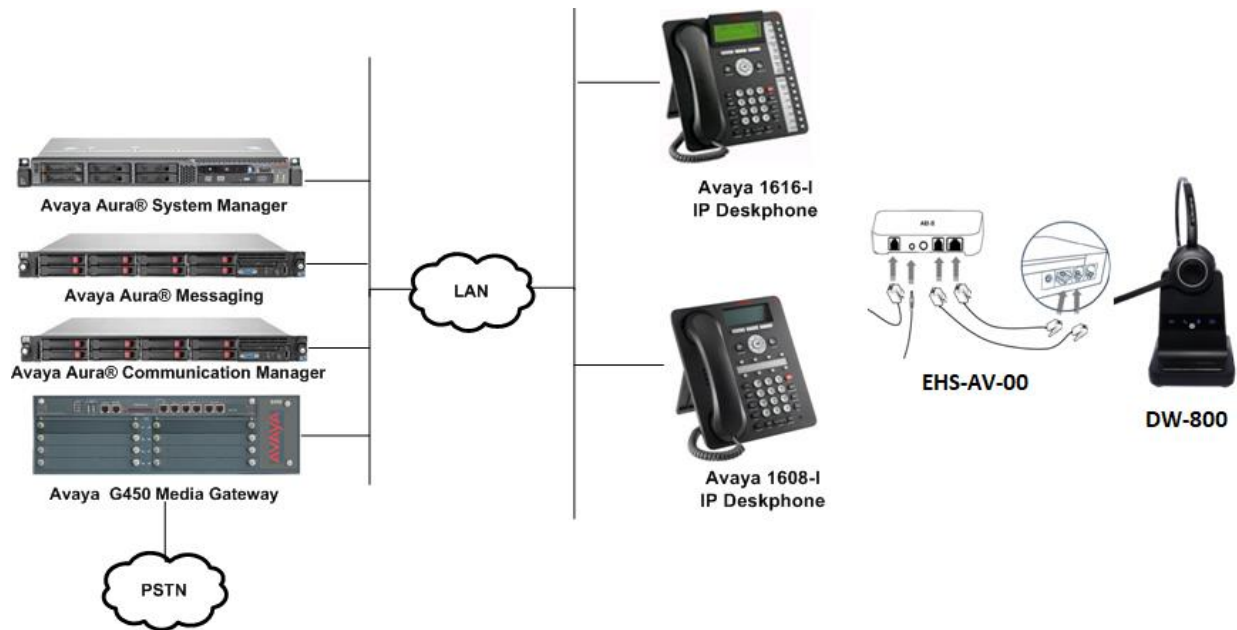 Avaya Aura® System Manager
Avaya Aura® Messaging
Avaya Aura® Communication Manager
AVAYA
Avaya G450 Media Gateway
PSTN
LAN
Avaya 1616-I
IP Deskphone
Avaya 1608-I
IP Deskphone
EHS-AV-00
DW-800